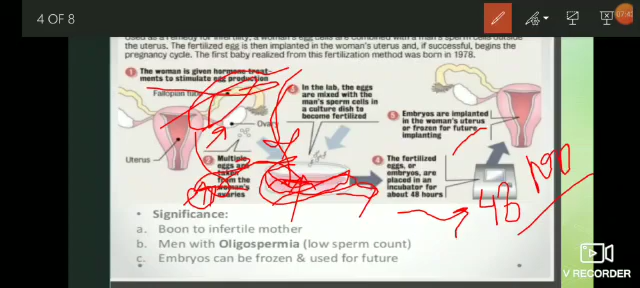 4 OF 8
07:42
Used as a remedy for infertility, a woman's egg cells are combined with a man's sperm cells outside
the uterus. The fertilized egg is then implanted in the woman's uterus and, if successful, begins the
pregnancy cycle. The first baby realized from this fertilization method was born in 1978.
1 The woman is given hormone treat-
ments to stimulate egg production
Fallopian tube
Ovary
Uterus
2 Multiple
eggs are
taken
from the
woman's
ovaries
In the lab, the eggs
are mixed with the
man's sperm cells in
a culture dish to
become fertilized
4 The fertilized
eggs, or
embryos, are
placed in an
incubator for
about 48 hours
5 Embryos are implanted
in the woman's uterus
or frozen for future
implanting
48
• Significance:
a. Boon to infertile mother
b. Men with Oligospermia (low sperm count)
c. Embryos can be frozen & used for future
V RECORDER